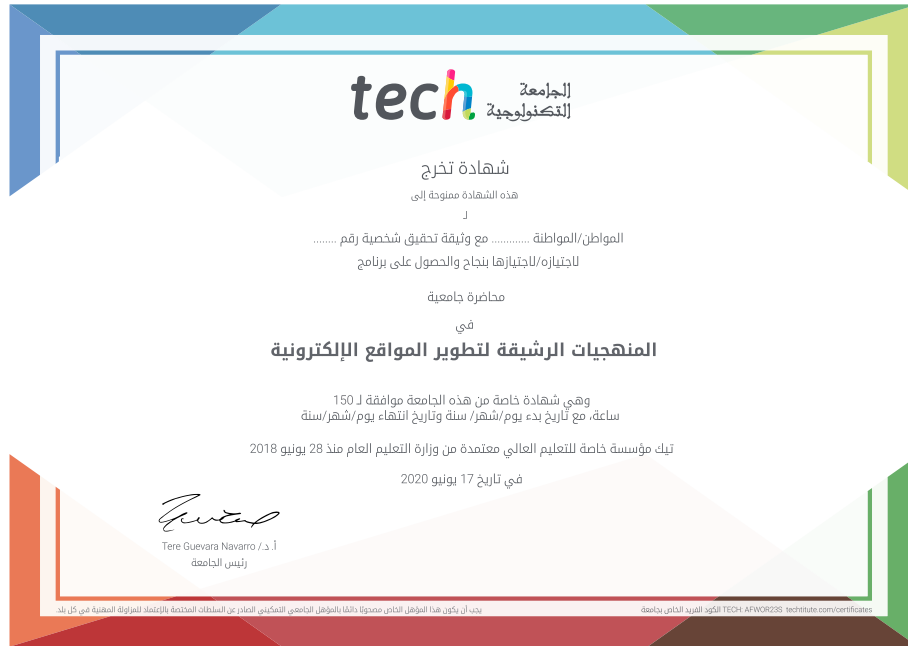 tech الجامعة
التكنولوجية
شهادة تخرج
هذه الشهادة ممنوحة إلى
لـ
المواطن/المواطنة ............. مع وثيقة تحقيق شخصية رقم ........
لاجتيازه/لاجتيازها بنجاح والحصول على برنامج
محاضرة جامعية
في
المنهجيات الرشيقة لتطوير المواقع الإلكترونية
وهي شهادة خاصة من هذه الجامعة موافقة لـ 150
ساعة، مع تاريخ بدء يوم/شهر/ سنة وتاريخ انتهاء يوم/شهر/سنة
تيك مؤسسة خاصة للتعليم العالي معتمدة من وزارة التعليم العام منذ 28 يونيو 2018
في تاريخ 17 يونيو 2020
أ. د./ Tere Guevara Navarro
رئيس الجامعة
يجب أن يكون هذا المؤهل الخاص مصحوبًا دائمًا بالمؤهل الجامعي التمكيني الصادر عن السلطات المختصة بالإعتماد للمزاولة المهنية في كل بلد.
الكود الفريد الخاص بجامعة TECH: AFWOR23S techtitute.com/certificates